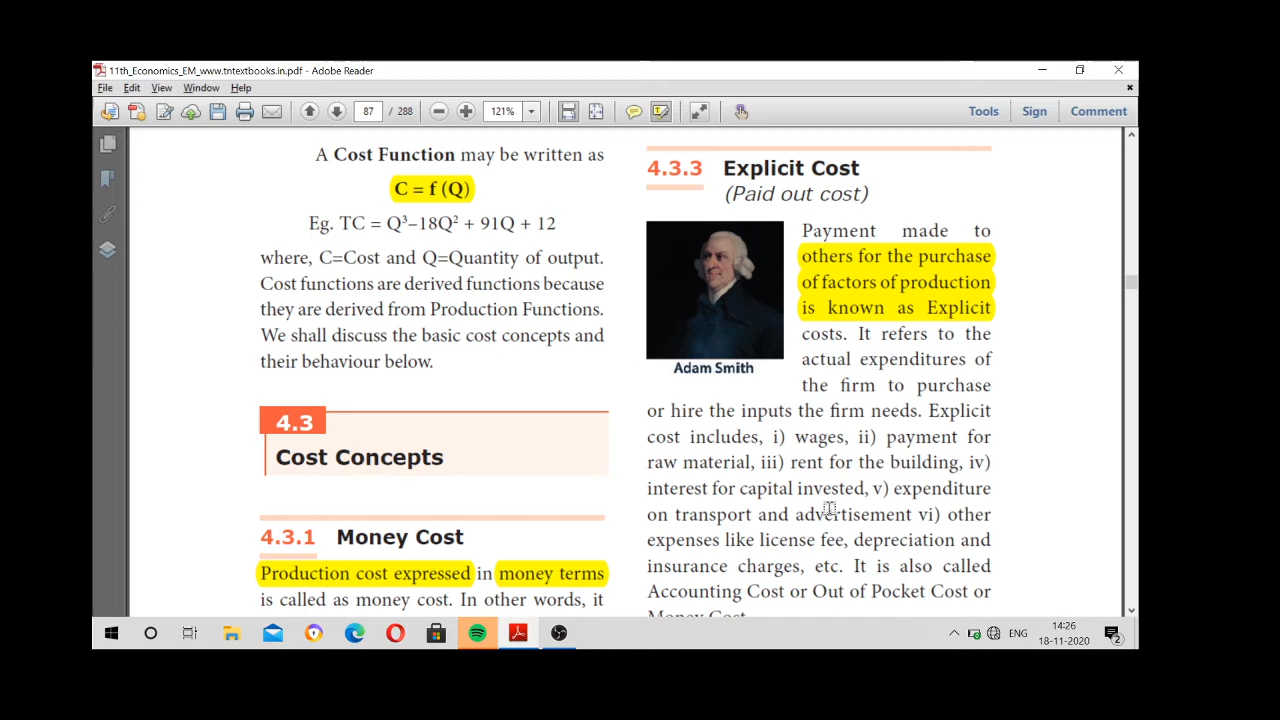 11th_Economics_EM_www.tntextbooks.in.pdf - Adobe Reader
File Edit View Window Help
87 / 288 121% Tools Sign Comment
A Cost Function may be written as
C = f (Q)
Eg. TC = Q³–18Q² + 91Q + 12
where, C=Cost and Q=Quantity of output.
Cost functions are derived functions because
they are derived from Production Functions.
We shall discuss the basic cost concepts and
their behaviour below.
4.3
Cost Concepts
4.3.1 Money Cost
Production cost expressed in money terms
is called as money cost. In other words, it
4.3.3 Explicit Cost
(Paid out cost)
Adam Smith
Payment made to
others for the purchase
of factors of production
is known as Explicit
costs. It refers to the
actual expenditures of
the firm to purchase
or hire the inputs the firm needs. Explicit
cost includes, i) wages, ii) payment for
raw material, iii) rent for the building, iv)
interest for capital invested, v) expenditure
on transport and advertisement vi) other
expenses like license fee, depreciation and
insurance charges, etc. It is also called
Accounting Cost or Out of Pocket Cost or
Money Cost
ENG
14:26
18-11-2020
2